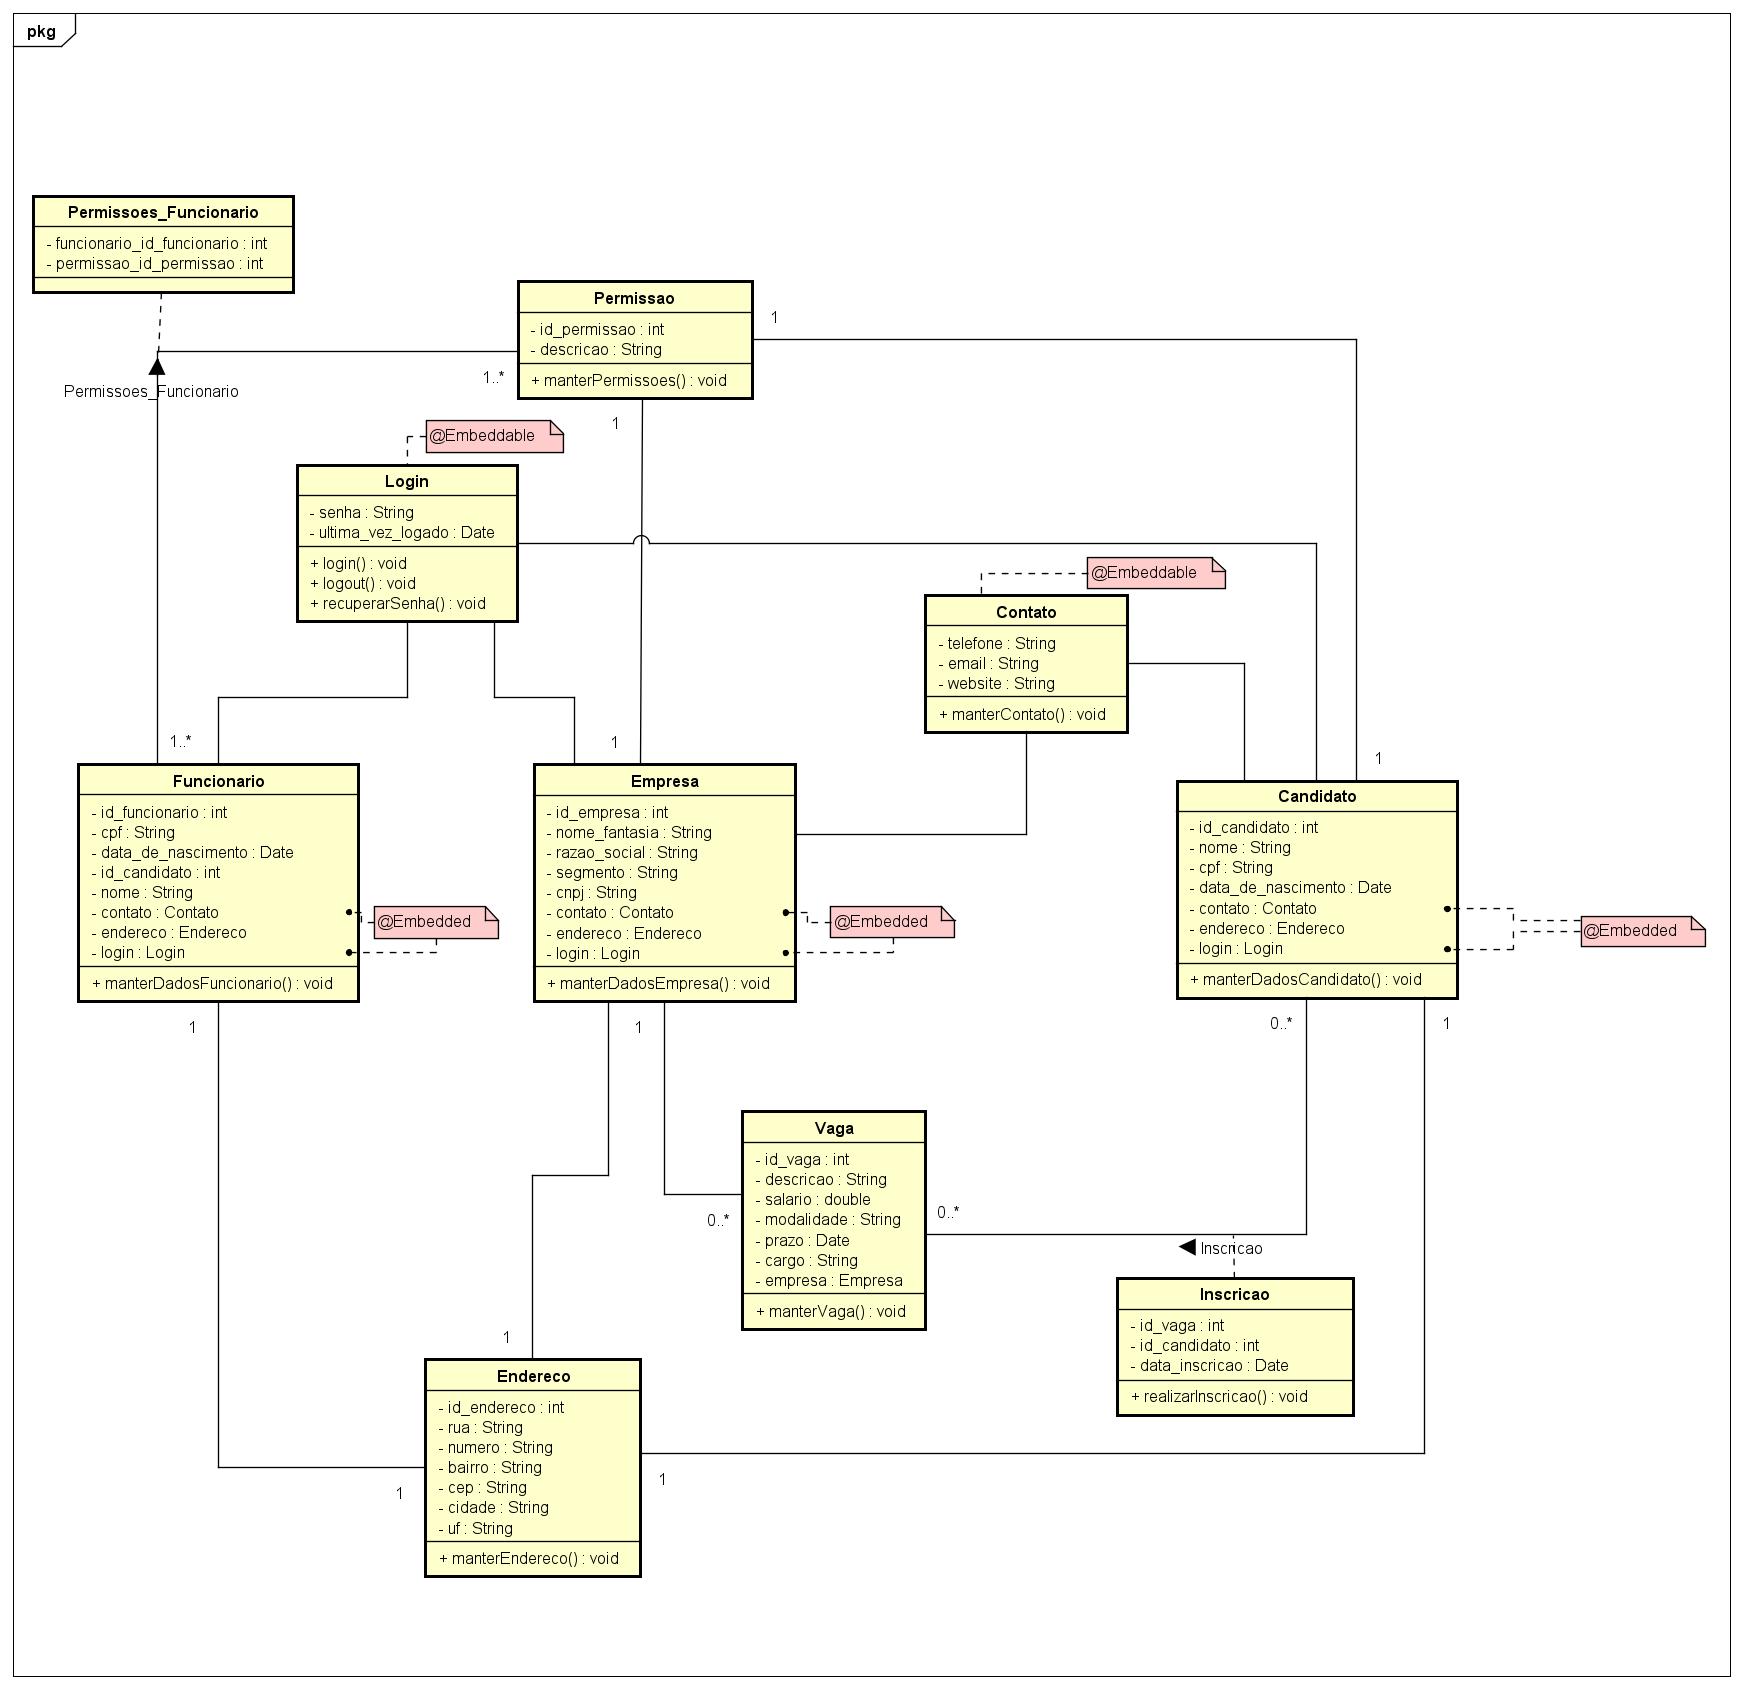 pkg
Permissoes_Funcionario
- funcionario_id_funcionario : int
- permissao_id_permissao : int
Permissao
- id_permissao : int
- descricao : String
+ manterPermissoes() : void
1
1..*
Permissoes_Funcionario
1
@Embeddable
Login
- senha : String
- ultima_vez_logado : Date
+ login() : void
+ logout() : void
+ recuperarSenha() : void
@Embeddable
Contato
- telefone : String
- email : String
- website : String
+ manterContato() : void
1..*
1
1
Funcionario
- id_funcionario : int
- cpf : String
- data_de_nascimento : Date
- id_candidato : int
- nome : String
- contato : Contato
- endereco : Endereco
- login : Login
+ manterDadosFuncionario() : void
@Embedded
Empresa
- id_empresa : int
- nome_fantasia : String
- razao_social : String
- segmento : String
- cnpj : String
- contato : Contato
- endereco : Endereco
- login : Login
+ manterDadosEmpresa() : void
@Embedded
Candidato
- id_candidato : int
- nome : String
- cpf : String
- data_de_nascimento : Date
- contato : Contato
- endereco : Endereco
- login : Login
+ manterDadosCandidato() : void
@Embedded
1
1
0..*
1
Vaga
- id_vaga : int
- descricao : String
- salario : double
- modalidade : String
- prazo : Date
- cargo : String
- empresa : Empresa
+ manterVaga() : void
0..*
0..*
Inscricao
Inscricao
- id_vaga : int
- id_candidato : int
- data_inscricao : Date
+ realizarInscricao() : void
1
Endereco
- id_endereco : int
- rua : String
- numero : String
- bairro : String
- cep : String
- cidade : String
- uf : String
+ manterEndereco() : void
1
1